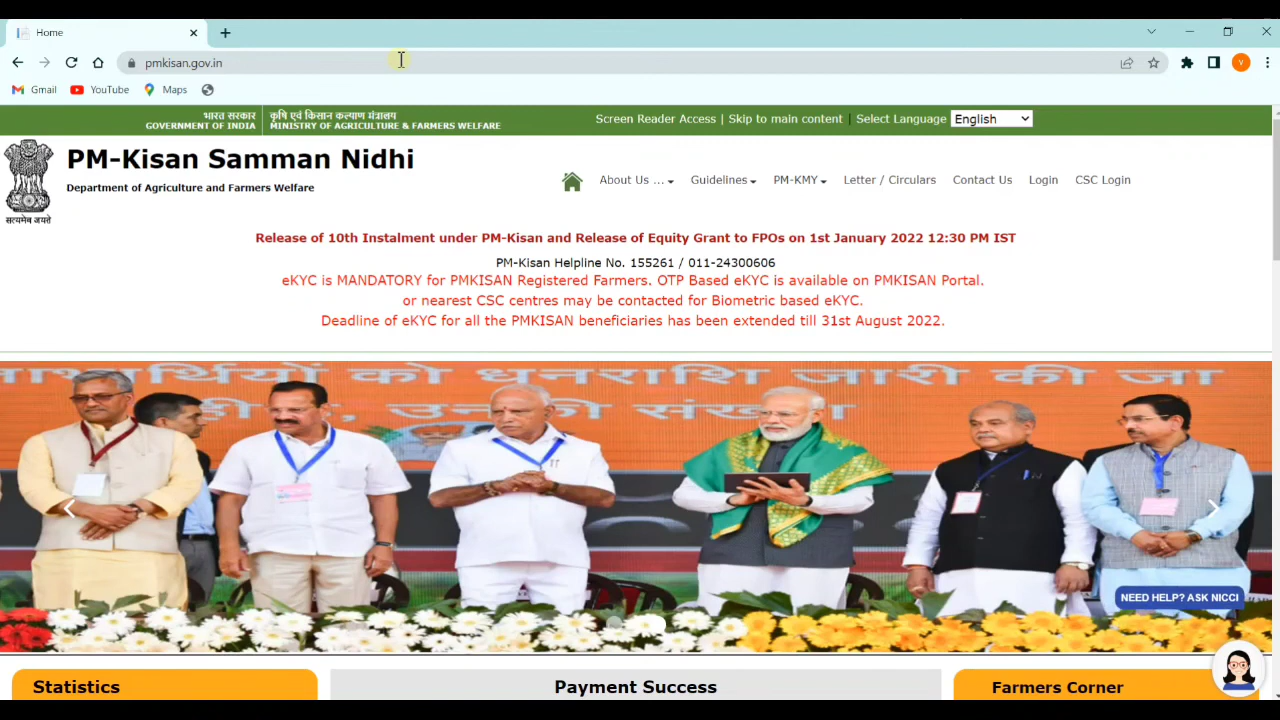 Home
pmkisan.gov.in
V
Gmail YouTube Maps
भारत सरकार
GOVERNMENT OF INDIA
कृषि एवं किसान कल्याण मंत्रालय
MINISTRY OF AGRICULTURE & FARMERS WELFARE
Screen Reader Access | Skip to main content | Select Language English
सत्यमेव जयते
PM-Kisan Samman Nidhi
Department of Agriculture and Farmers Welfare
About Us ... Guidelines PM-KMY Letter / Circulars Contact Us Login CSC Login
Release of 10th Instalment under PM-Kisan and Release of Equity Grant to FPOs on 1st January 2022 12:30 PM IST
PM-Kisan Helpline No. 155261 / 011-24300606
eKYC is MANDATORY for PMKISAN Registered Farmers. OTP Based eKYC is available on PMKISAN Portal.
or nearest CSC centres may be contacted for Biometric based eKYC.
Deadline of eKYC for all the PMKISAN beneficiaries has been extended till 31st August 2022.
को धनराशि जारी की जा
उनकी संख्या
NEED HELP? ASK NICCI
Statistics
Payment Success
Farmers Corner